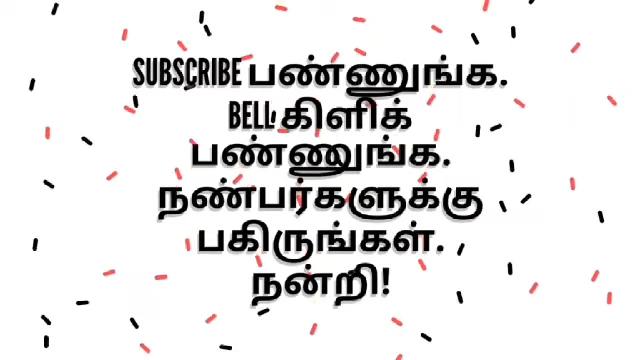 SUBSCRIBE பண்ணுங்க.
BELL கிளிக்
பண்ணுங்க.
நண்பர்களுக்கு
பகிருங்கள்.
நன்றி!